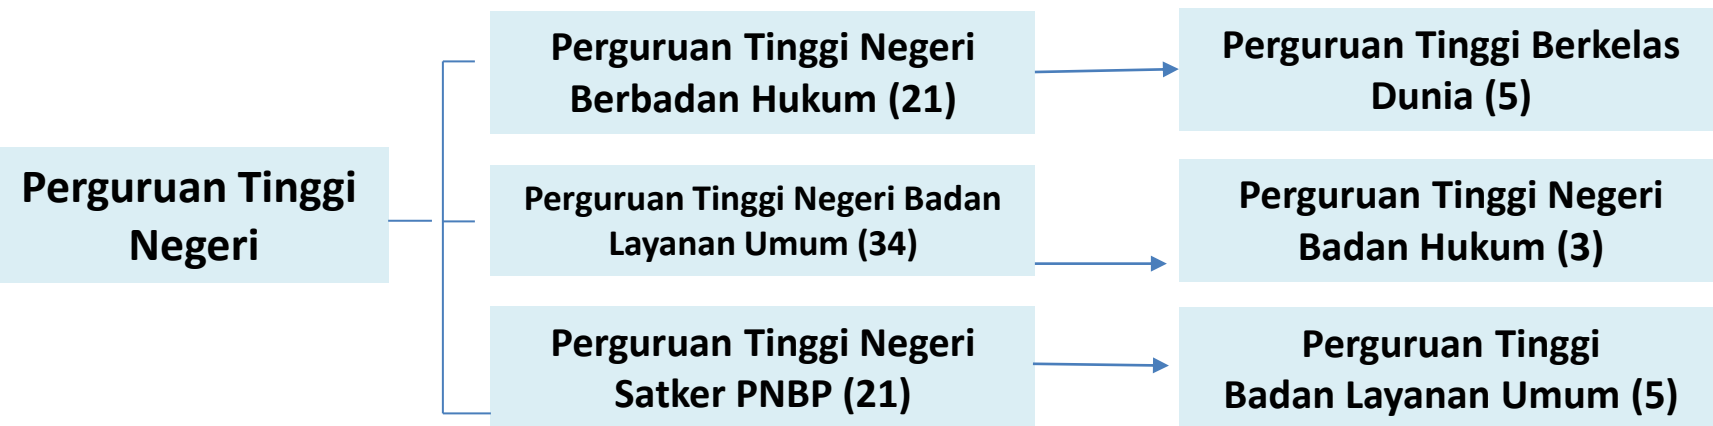 Perguruan Tinggi
Negeri
Perguruan Tinggi Negeri
Berbadan Hukum (21)
Perguruan Tinggi Berkelas
Dunia (5)
Perguruan Tinggi Negeri Badan
Layanan Umum (34)
Perguruan Tinggi Negeri
Badan Hukum (3)
Perguruan Tinggi Negeri
Satker PNBP (21)
Perguruan Tinggi
Badan Layanan Umum (5)